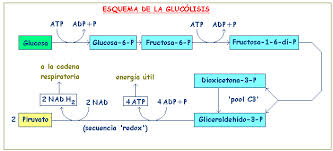 ESQUEMA DE LA GLUCÓLISIS
ATP ADP+P ATP ADP+P
Glucosa Glucosa-6-P Fructosa-6-P Fructosa-1-6-di-P
a la cadena
respiratoria
energía útil
Dioxicetona-3-P
2 NAD H2 2 NAD 4 ATP 4 ADP+P
'pool C3'
2 Piruvato Gliceraldehido-3-P
(secuencia 'redox')